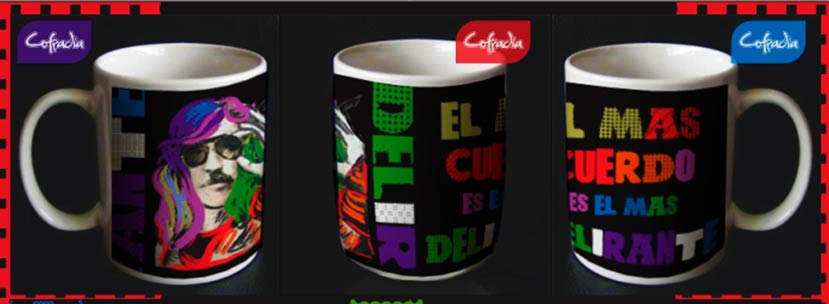 Cofradia
ANTE
Cofradia
DELIR
EL
CUE
ES E
DELI
Cofradia
L MAS
CUERDO
ES EL MAS
ELIRANTE